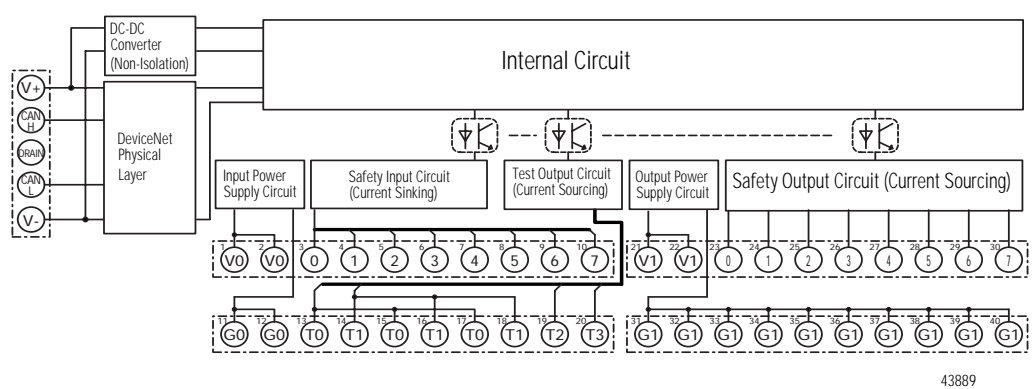 DC-DC
Converter
(Non-Isolation)
Internal Circuit
V+
CAN
H
DRAIN
CAN
L
V-
DeviceNet
Physical
Layer
Input Power
Supply Circuit
Safety Input Circuit
(Current Sinking)
Test Output Circuit
(Current Sourcing)
Output Power
Supply Circuit
Safety Output Circuit (Current Sourcing)
1 2 3 4 5 6 7 8 9 10
V0 V0 0 1 2 3 4 5 6 7
21 22 23 24 25 26 27 28 29 30
V1 V1 0 1 2 3 4 5 6 7
11 12 13 14 15 16 17 18 19 20
G0 G0 T0 T1 T0 T1 T0 T1 T2 T3
31 32 33 34 35 36 37 38 39 40
G1 G1 G1 G1 G1 G1 G1 G1 G1 G1
43889